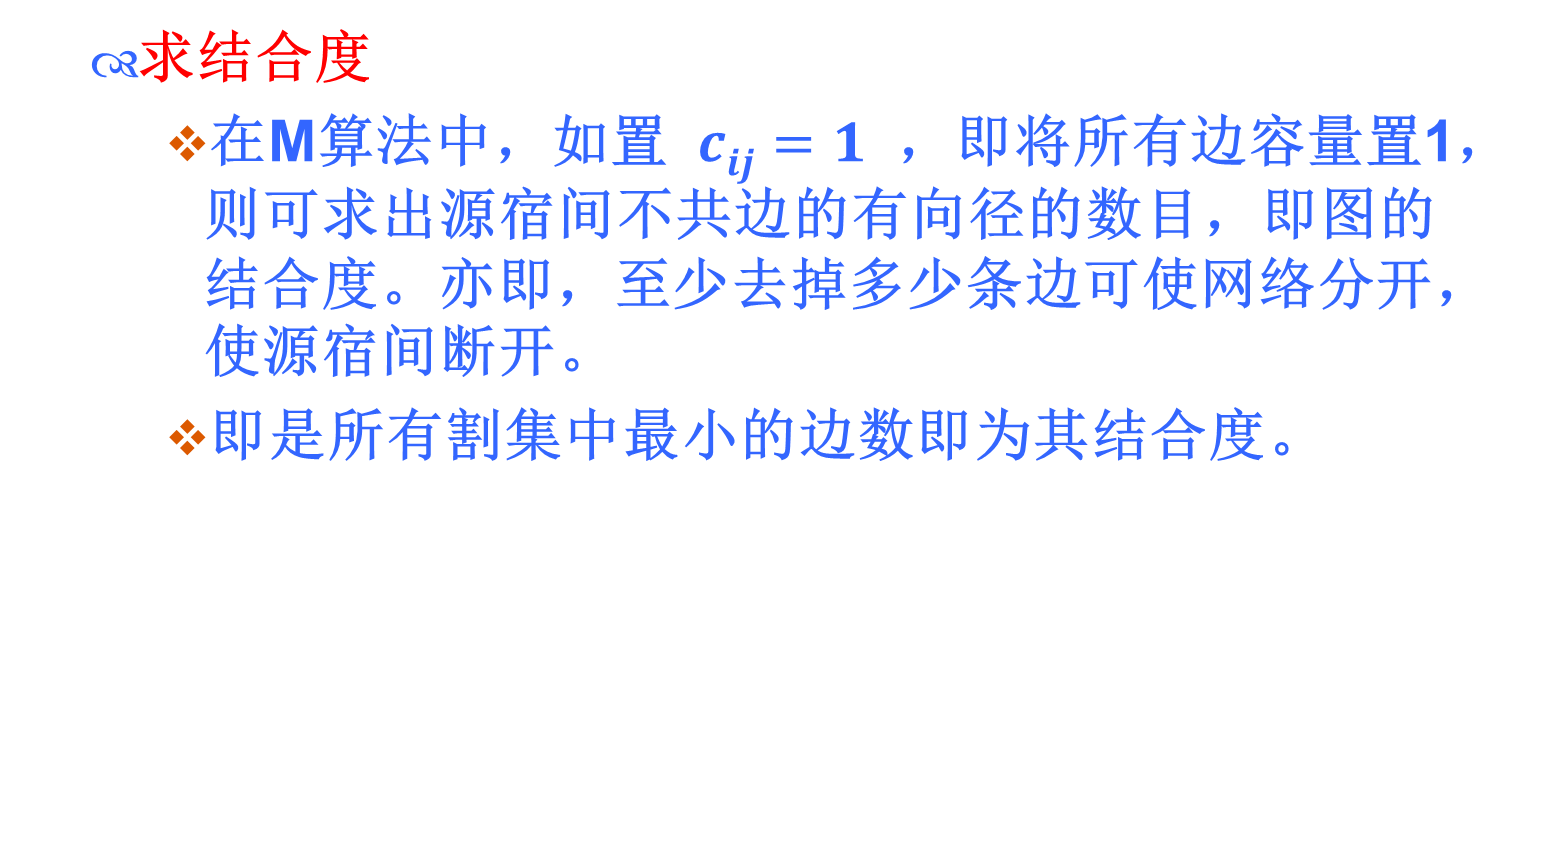 求结合度
在M算法中，如置 c_{ij} = 1 ，即将所有边容量置1，
则可求出源宿间不共边的有向径的数目，即图的
结合度。亦即，至少去掉多少条边可使网络分开，
使源宿间断开。
即是所有割集中最小的边数即为其结合度。